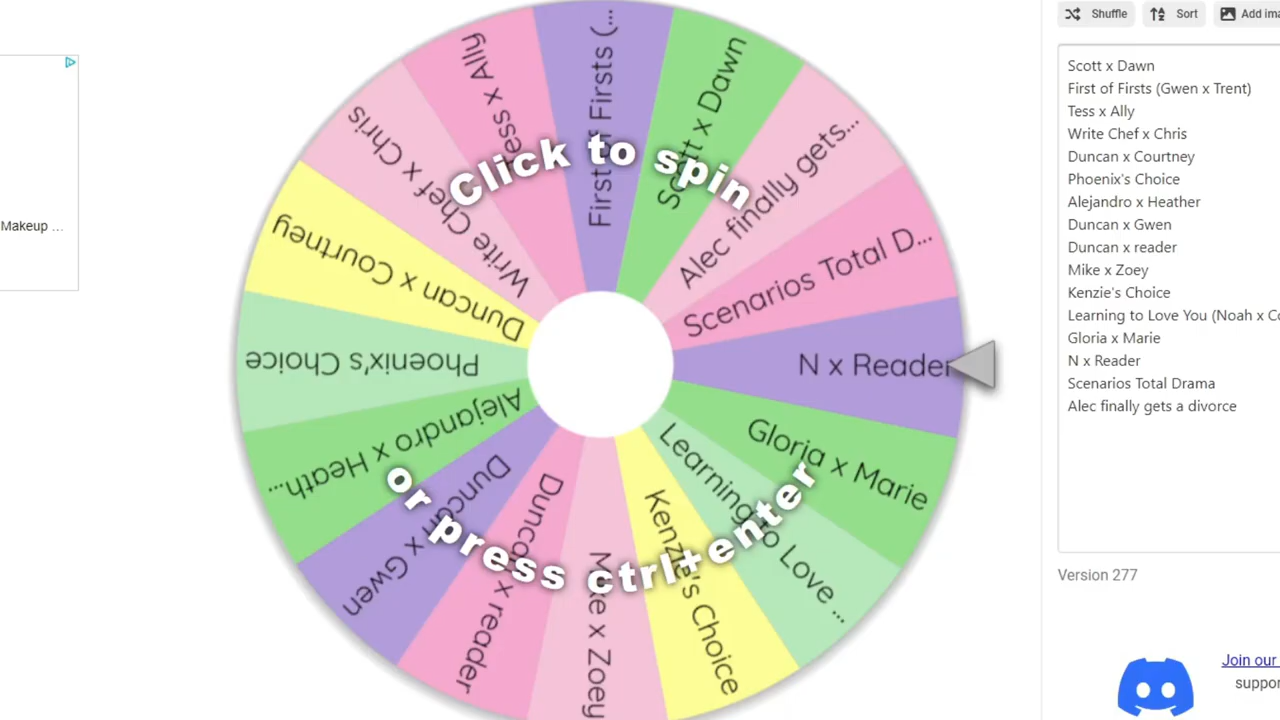 Shuffle
Sort
Add ima
Makeup ...
Click to spin
or press ctrl+enter
First of Firsts (...
Scott x Dawn
Alec finally gets...
Scenarios Total D...
N x Reader
Gloria x Marie
Learning to Love ...
Kenzie's Choice
Mike x Zoey
Duncan x reader
Duncan x Gwen
Alejandro x Heath...
Phoenix's Choice
Duncan x Courtney
Write Chef x Chris
Tess x Ally
Scott x Dawn
First of Firsts (Gwen x Trent)
Tess x Ally
Write Chef x Chris
Duncan x Courtney
Phoenix's Choice
Alejandro x Heather
Duncan x Gwen
Duncan x reader
Mike x Zoey
Kenzie's Choice
Learning to Love You (Noah x Co
Gloria x Marie
N x Reader
Scenarios Total Drama
Alec finally gets a divorce
Version 277
Join our
suppor